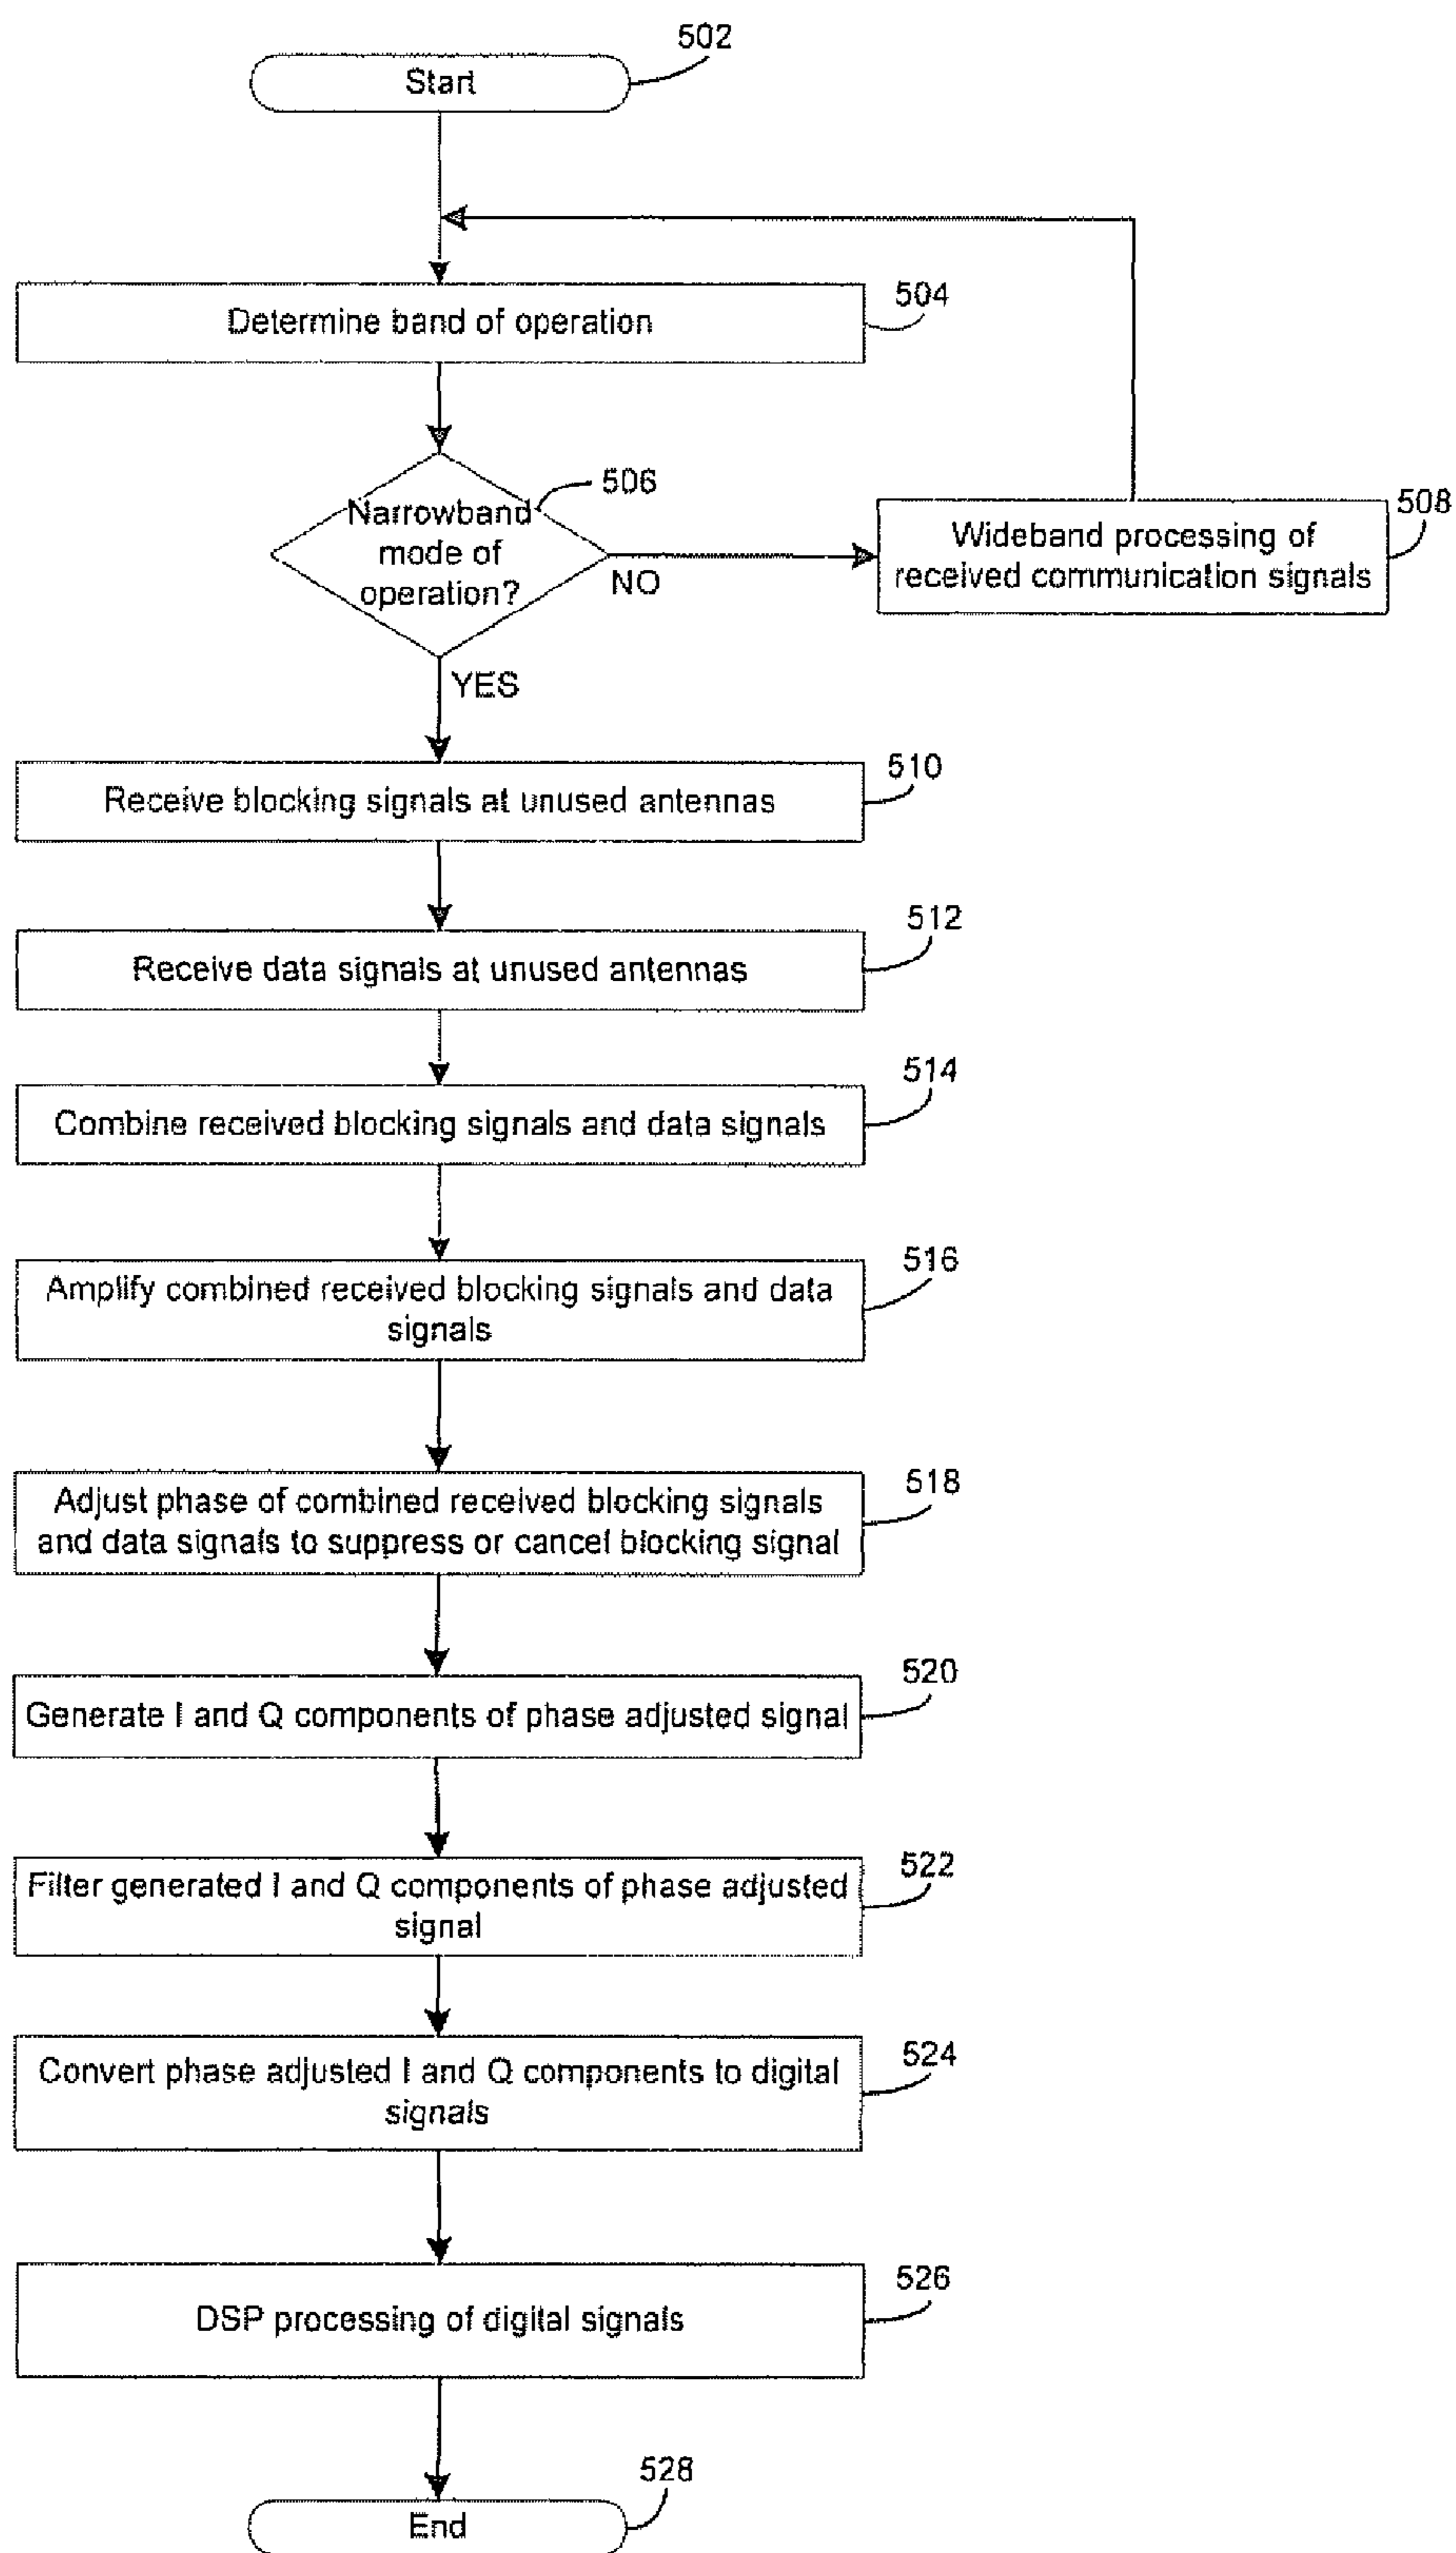 502
Start
504
Determine band of operation
506
Narrowband
mode of
operation?
NO
508
Wideband processing of
received communication signals
YES
510
Receive blocking signals at unused antennas
512
Receive data signals at unused antennas
514
Combine received blocking signals and data signals
516
Amplify combined received blocking signals and data
signals
518
Adjust phase of combined received blocking signals
and data signals to suppress or cancel blocking signal
520
Generate I and Q components of phase adjusted signal
522
Filter generated I and Q components of phase adjusted
signal
524
Convert phase adjusted I and Q components to digital
signals
526
DSP processing of digital signals
528
End